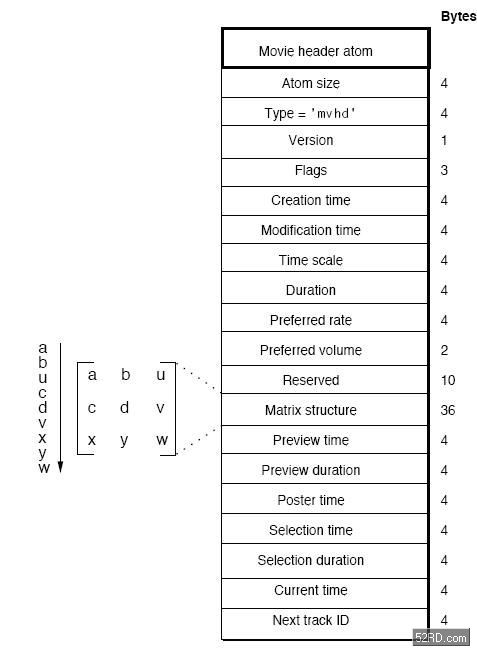 Bytes
Movie header atom
Atom size 4
Type = 'mvhd' 4
Version 1
Flags 3
Creation time 4
Modification time 4
Time scale 4
Duration 4
Preferred rate 4
Preferred volume 2
Reserved 10
Matrix structure 36
Preview time 4
Preview duration 4
Poster time 4
Selection time 4
Selection duration 4
Current time 4
Next track ID 4
a
b
u
c
d
v
x
y
w
a b u
c d v
x y w
52RD.com